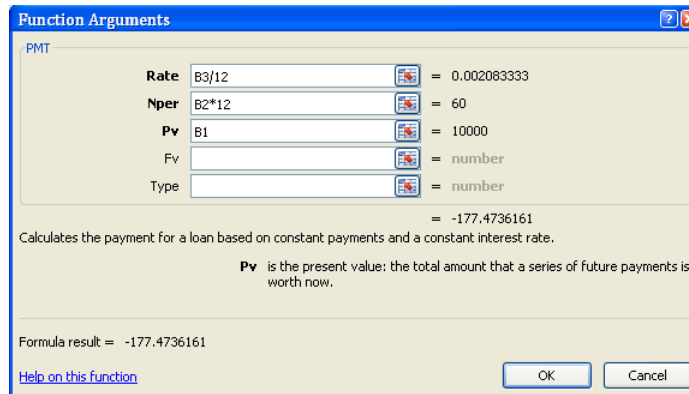 Function Arguments
PMT
Rate B3/12 = 0.002083333
Nper B2*12 = 60
Pv B1 = 10000
Fv = number
Type = number
= -177.4736161
Calculates the payment for a loan based on constant payments and a constant interest rate.
Pv is the present value: the total amount that a series of future payments is
worth now.
Formula result = -177.4736161
Help on this function OK Cancel